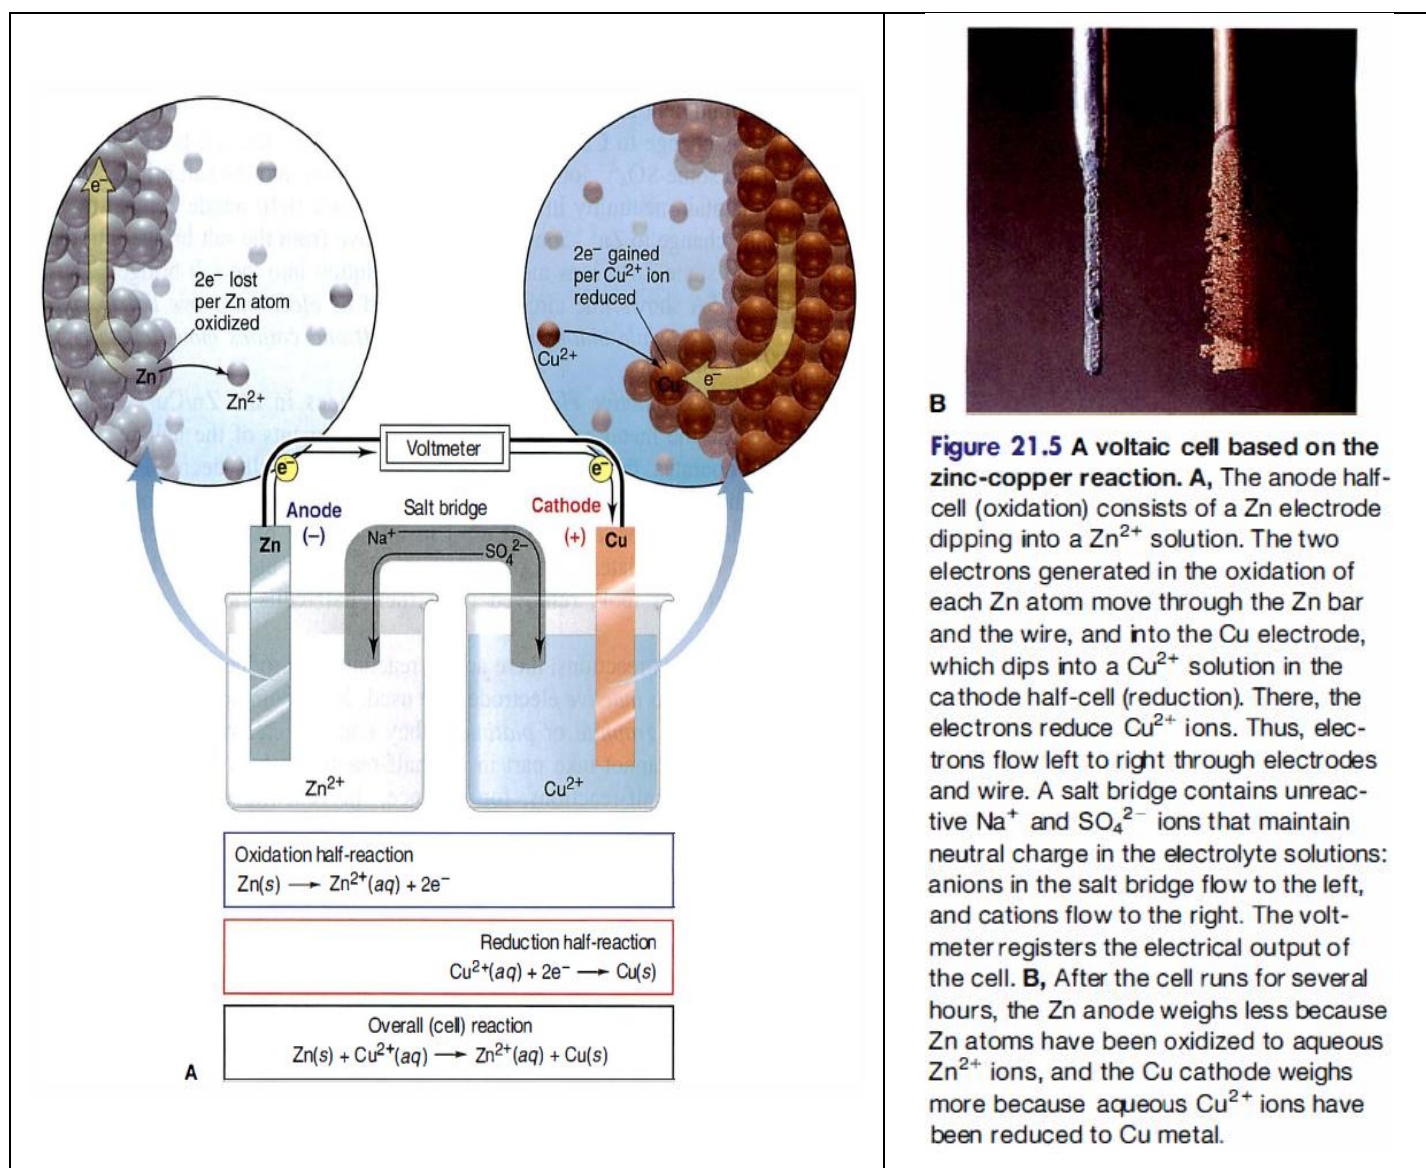 e⁻
2e⁻ lost
per Zn atom
oxidized
Zn
Zn²⁺
2e⁻ gained
per Cu²⁺ ion
reduced
Cu²⁺
Cu
e⁻
Voltmeter
e⁻
e⁻
Anode
(–)
Salt bridge
Cathode
(+)
Zn
Na⁺
SO₄²⁻
Cu
Zn²⁺
Cu²⁺
Oxidation half-reaction
Zn(s) ⟶ Zn²⁺(aq) + 2e⁻
Reduction half-reaction
Cu²⁺(aq) + 2e⁻ ⟶ Cu(s)
Overall (cell) reaction
Zn(s) + Cu²⁺(aq) ⟶ Zn²⁺(aq) + Cu(s)
A
B
Figure 21.5 A voltaic cell based on the
zinc-copper reaction. A, The anode half-
cell (oxidation) consists of a Zn electrode
dipping into a Zn²⁺ solution. The two
electrons generated in the oxidation of
each Zn atom move through the Zn bar
and the wire, and into the Cu electrode,
which dips into a Cu²⁺ solution in the
cathode half-cell (reduction). There, the
electrons reduce Cu²⁺ ions. Thus, elec-
trons flow left to right through electrodes
and wire. A salt bridge contains unreac-
tive Na⁺ and SO₄²⁻ ions that maintain
neutral charge in the electrolyte solutions:
anions in the salt bridge flow to the left,
and cations flow to the right. The volt-
meter registers the electrical output of
the cell. B, After the cell runs for several
hours, the Zn anode weighs less because
Zn atoms have been oxidized to aqueous
Zn²⁺ ions, and the Cu cathode weighs
more because aqueous Cu²⁺ ions have
been reduced to Cu metal.